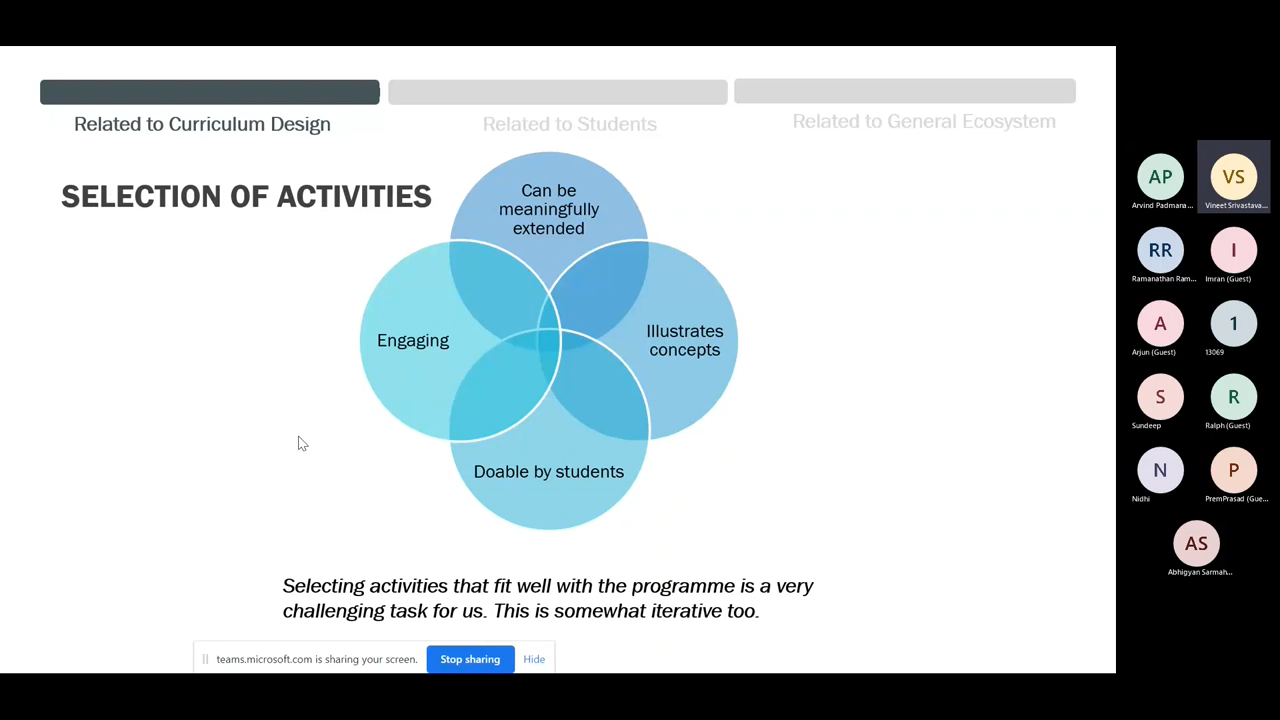 Related to Curriculum Design
Related to Students
Related to General Ecosystem
SELECTION OF ACTIVITIES
Can be
meaningfully
extended
Engaging
Illustrates
concepts
Doable by students
Selecting activities that fit well with the programme is a very
challenging task for us. This is somewhat iterative too.
teams.microsoft.com is sharing your screen.
Stop sharing
Hide
AP
Arvind Padmana...
VS
Vineet Srivastava...
RR
Ramanathan Ram...
I
Imran (Guest)
A
Arjun (Guest)
1
13069
S
Sundeep
R
Ralph (Guest)
N
Nidhi
P
PremPrasad (Gue...
AS
Abhigyan Sarmah...